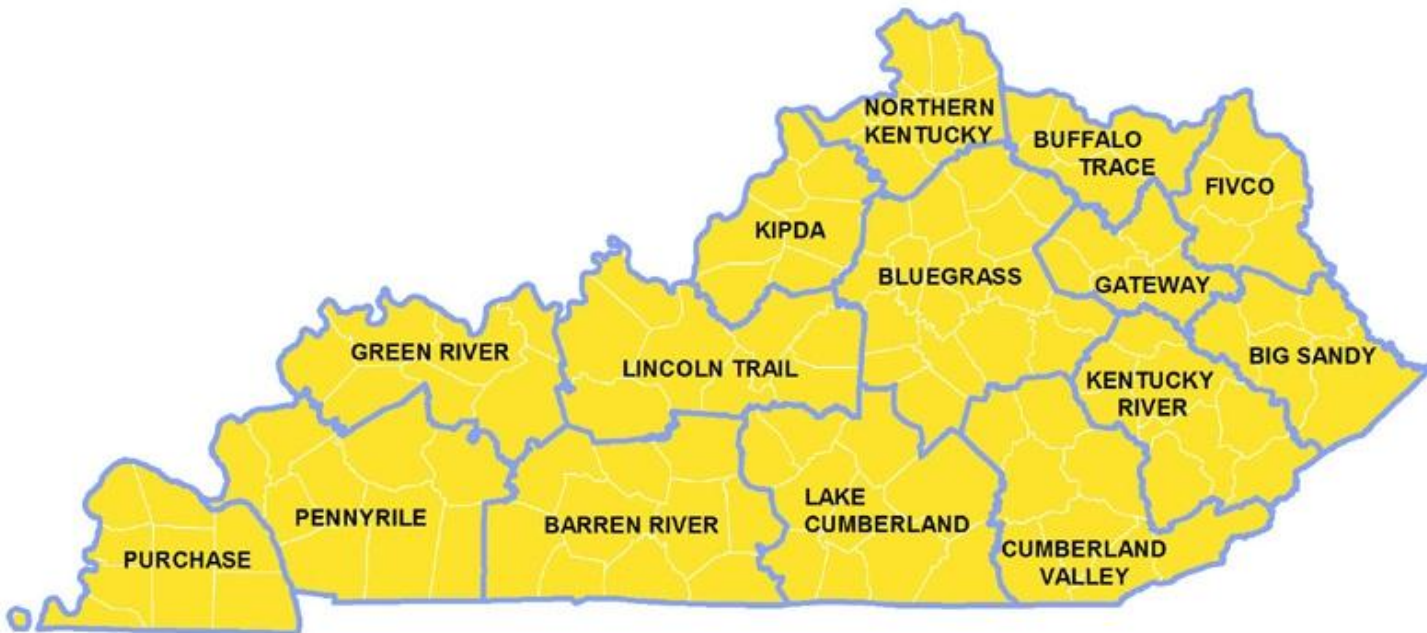 NORTHERN
KENTUCKY
BUFFALO
TRACE
FIVCO
KIPDA
BLUEGRASS
GATEWAY
GREEN RIVER
LINCOLN TRAIL
BIG SANDY
KENTUCKY
RIVER
PENNYRILE
BARREN RIVER
LAKE
CUMBERLAND
PURCHASE
CUMBERLAND
VALLEY